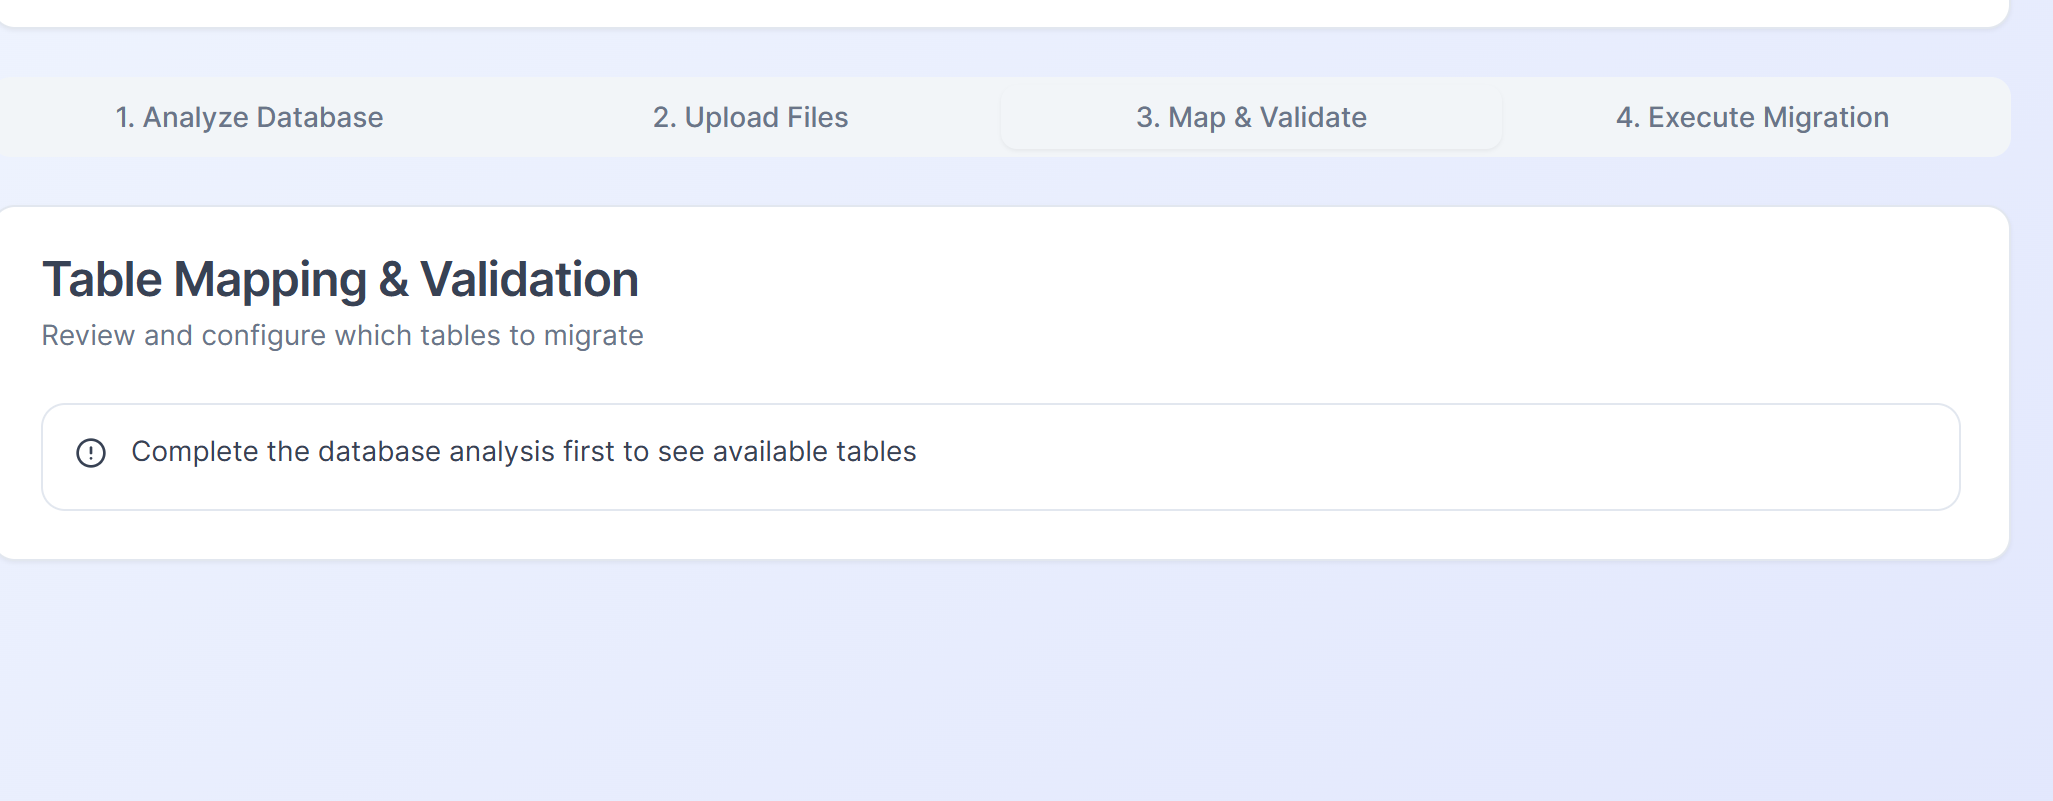 1. Analyze Database
2. Upload Files
3. Map & Validate
4. Execute Migration
Table Mapping & Validation
Review and configure which tables to migrate
Complete the database analysis first to see available tables